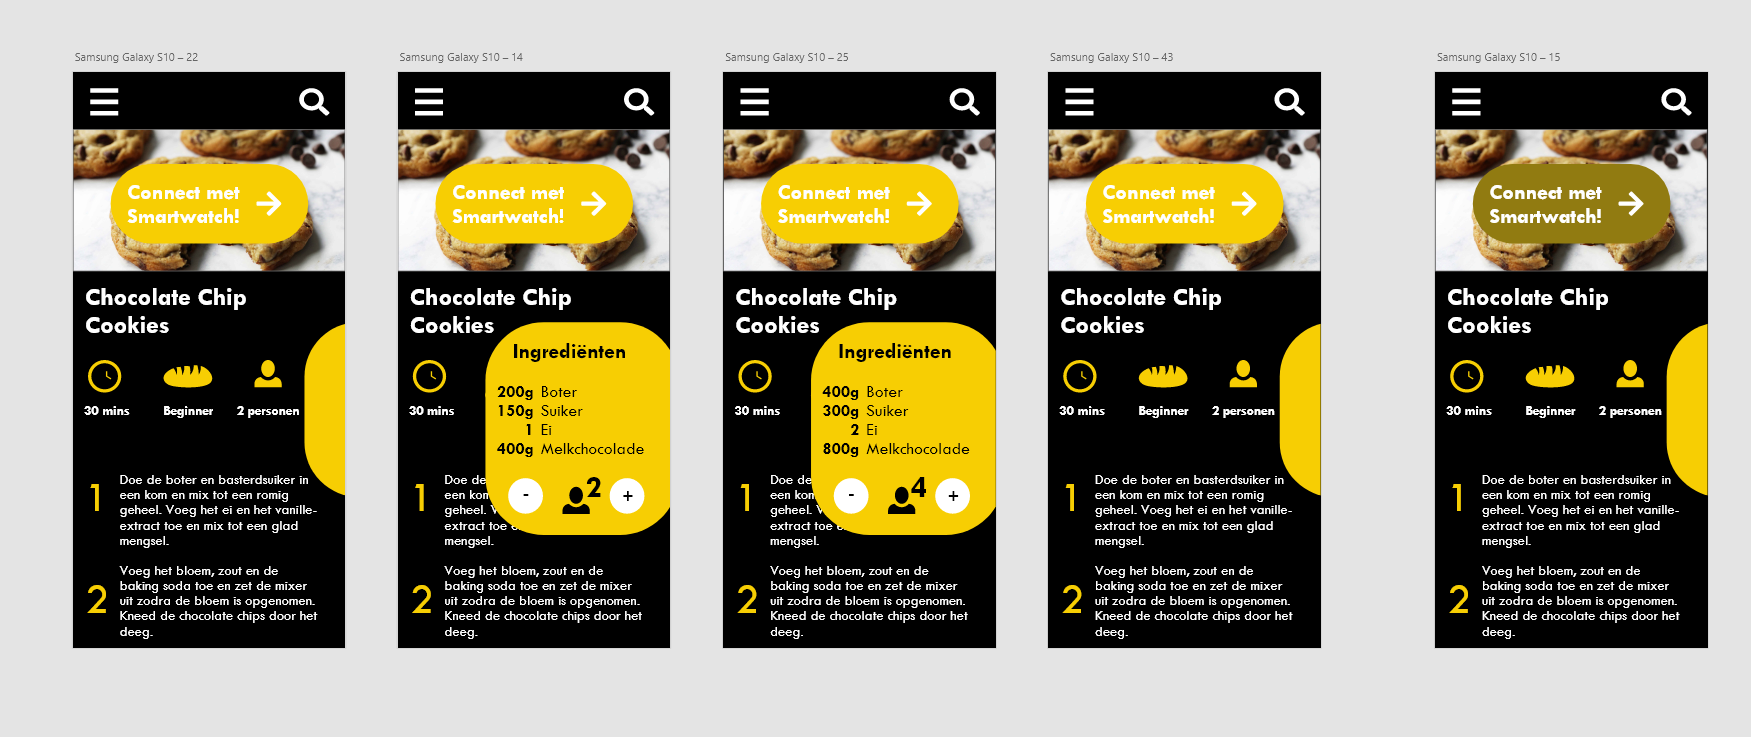 Samsung Galaxy S10 – 22
Connect met
Smartwatch!
Chocolate Chip
Cookies
30 mins
Beginner
2 personen
1
Doe de boter en basterdsuiker in
een kom en mix tot een romig
geheel. Voeg het ei en het vanille-
extract toe en mix tot een glad
mengsel.
2
Voeg het bloem, zout en de
baking soda toe en zet de mixer
uit zodra de bloem is opgenomen.
Kneed de chocolate chips door het
deeg.
Samsung Galaxy S10 – 14
Connect met
Smartwatch!
Chocolate Chip
Cookies
30 mins
Ingrediënten
200g Boter
150g Suiker
1 Ei
400g Melkchocolade
- 2 +
1
Doe de
een kom
geheel.
extract toe
mengsel.
2
Voeg het bloem, zout en de
baking soda toe en zet de mixer
uit zodra de bloem is opgenomen.
Kneed de chocolate chips door het
deeg.
Samsung Galaxy S10 – 25
Connect met
Smartwatch!
Chocolate Chip
Cookies
30 mins
Ingrediënten
400g Boter
300g Suiker
2 Ei
800g Melkchocolade
- 4 +
1
Doe de
een kom
geheel.
extract toe
mengsel.
2
Voeg het bloem, zout en de
baking soda toe en zet de mixer
uit zodra de bloem is opgenomen.
Kneed de chocolate chips door het
deeg.
Samsung Galaxy S10 – 43
Connect met
Smartwatch!
Chocolate Chip
Cookies
30 mins
Beginner
2 personen
1
Doe de boter en basterdsuiker in
een kom en mix tot een romig
geheel. Voeg het ei en het vanille-
extract toe en mix tot een glad
mengsel.
2
Voeg het bloem, zout en de
baking soda toe en zet de mixer
uit zodra de bloem is opgenomen.
Kneed de chocolate chips door het
deeg.
Samsung Galaxy S10 – 15
Connect met
Smartwatch!
Chocolate Chip
Cookies
30 mins
Beginner
2 personen
1
Doe de boter en basterdsuiker in
een kom en mix tot een romig
geheel. Voeg het ei en het vanille-
extract toe en mix tot een glad
mengsel.
2
Voeg het bloem, zout en de
baking soda toe en zet de mixer
uit zodra de bloem is opgenomen.
Kneed de chocolate chips door het
deeg.